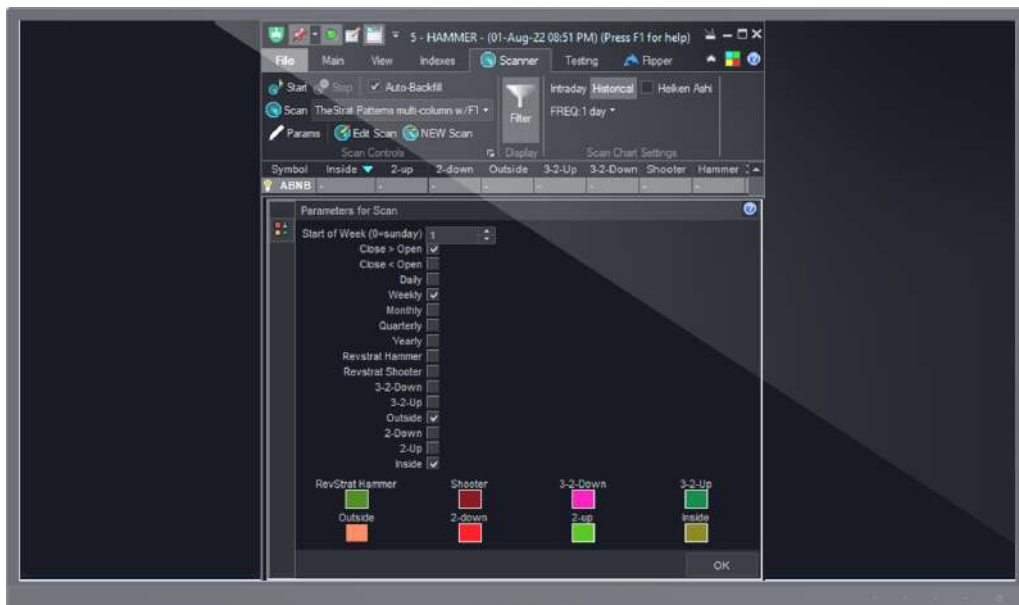 5 - HAMMER - (01-Aug-22 08:51 PM) (Press F1 for help)
File Main View Indexes Scanner Testing Flipper
Start Stop Auto-Backfill Intraday Historical Heiken Ashi
Scan TheStrat Patterns multi-column w/F1 Filter FREQ:1 day
Params Edit Scan NEW Scan
Scan Controls Display Scan Chart Settings
Symbol Inside 2-up 2-down Outside 3-2-Up 3-2-Down Shooter Hammer
ABNB - - - - - - - -
Parameters for Scan
Start of Week (0=sunday) 1
Close > Open
Close < Open
Daily
Weekly
Monthly
Quarterly
Yearly
Revstrat Hammer
Revstrat Shooter
3-2-Down
3-2-Up
Outside
2-Down
2-Up
Inside
RevStrat Hammer Shooter 3-2-Down 3-2-Up
Outside 2-down 2-up Inside
OK